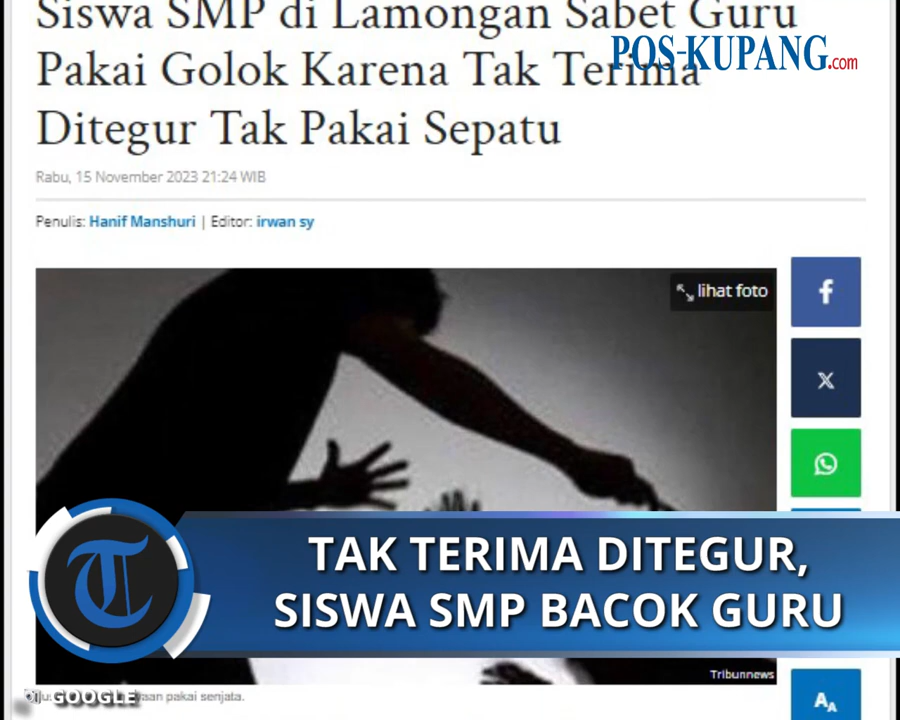 Siswa SMP di Lamongan Sabet Guru
Pakai Golok Karena Tak Terima
Ditegur Tak Pakai Sepatu
POS-KUPANG.com
Rabu, 15 November 2023 21:24 WIB
Penulis: Hanif Manshuri | Editor: irwan sy
lihat foto
TAK TERIMA DITEGUR,
SISWA SMP BACOK GURU
Tribunnews
GOOGLE
pakai senjata.
AA